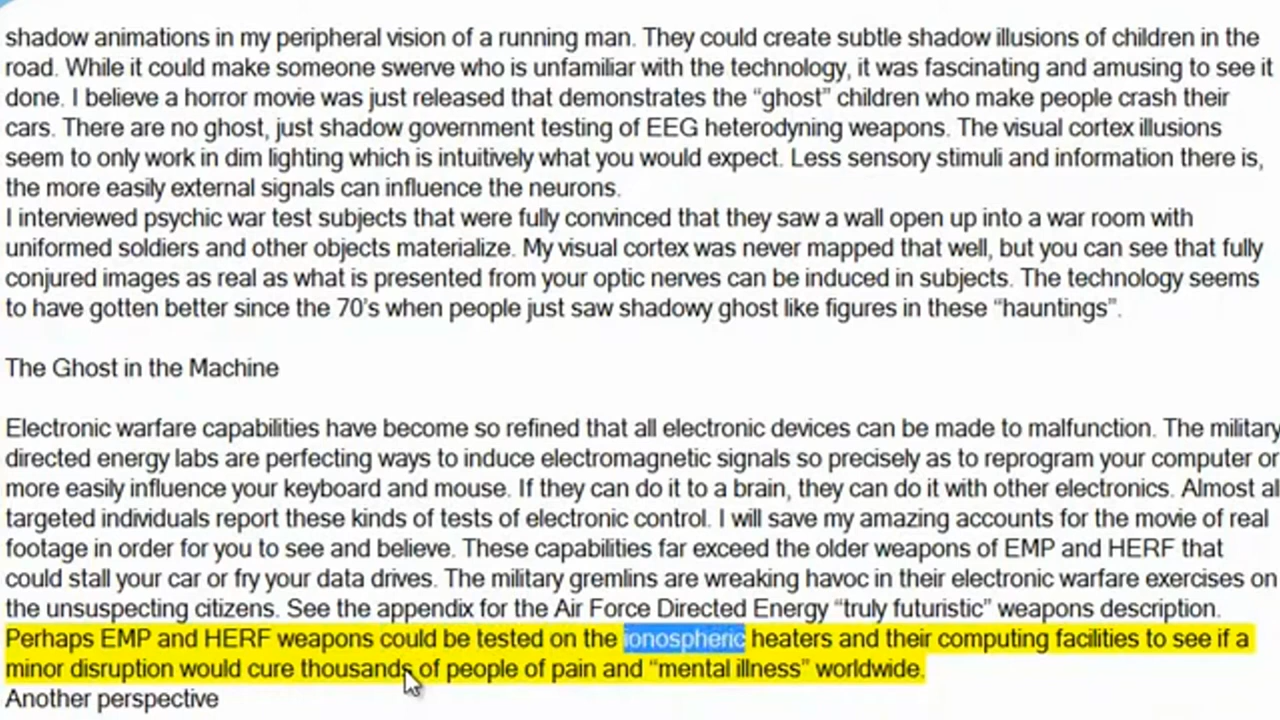 shadow animations in my peripheral vision of a running man. They could create subtle shadow illusions of children in the
road. While it could make someone swerve who is unfamiliar with the technology, it was fascinating and amusing to see it
done. I believe a horror movie was just released that demonstrates the “ghost” children who make people crash their
cars. There are no ghost, just shadow government testing of EEG heterodyning weapons. The visual cortex illusions
seem to only work in dim lighting which is intuitively what you would expect. Less sensory stimuli and information there is,
the more easily external signals can influence the neurons.
I interviewed psychic war test subjects that were fully convinced that they saw a wall open up into a war room with
uniformed soldiers and other objects materialize. My visual cortex was never mapped that well, but you can see that fully
conjured images as real as what is presented from your optic nerves can be induced in subjects. The technology seems
to have gotten better since the 70’s when people just saw shadowy ghost like figures in these “hauntings”.
The Ghost in the Machine
Electronic warfare capabilities have become so refined that all electronic devices can be made to malfunction. The military
directed energy labs are perfecting ways to induce electromagnetic signals so precisely as to reprogram your computer or
more easily influence your keyboard and mouse. If they can do it to a brain, they can do it with other electronics. Almost al
targeted individuals report these kinds of tests of electronic control. I will save my amazing accounts for the movie of real
footage in order for you to see and believe. These capabilities far exceed the older weapons of EMP and HERF that
could stall your car or fry your data drives. The military gremlins are wreaking havoc in their electronic warfare exercises on
the unsuspecting citizens. See the appendix for the Air Force Directed Energy “truly futuristic” weapons description.
Perhaps EMP and HERF weapons could be tested on the ionospheric heaters and their computing facilities to see if a
minor disruption would cure thousands of people of pain and “mental illness” worldwide.
Another perspective